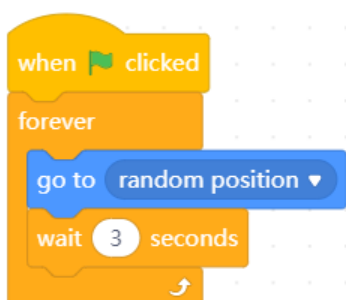 when clicked
forever
go to random position
wait 3 seconds